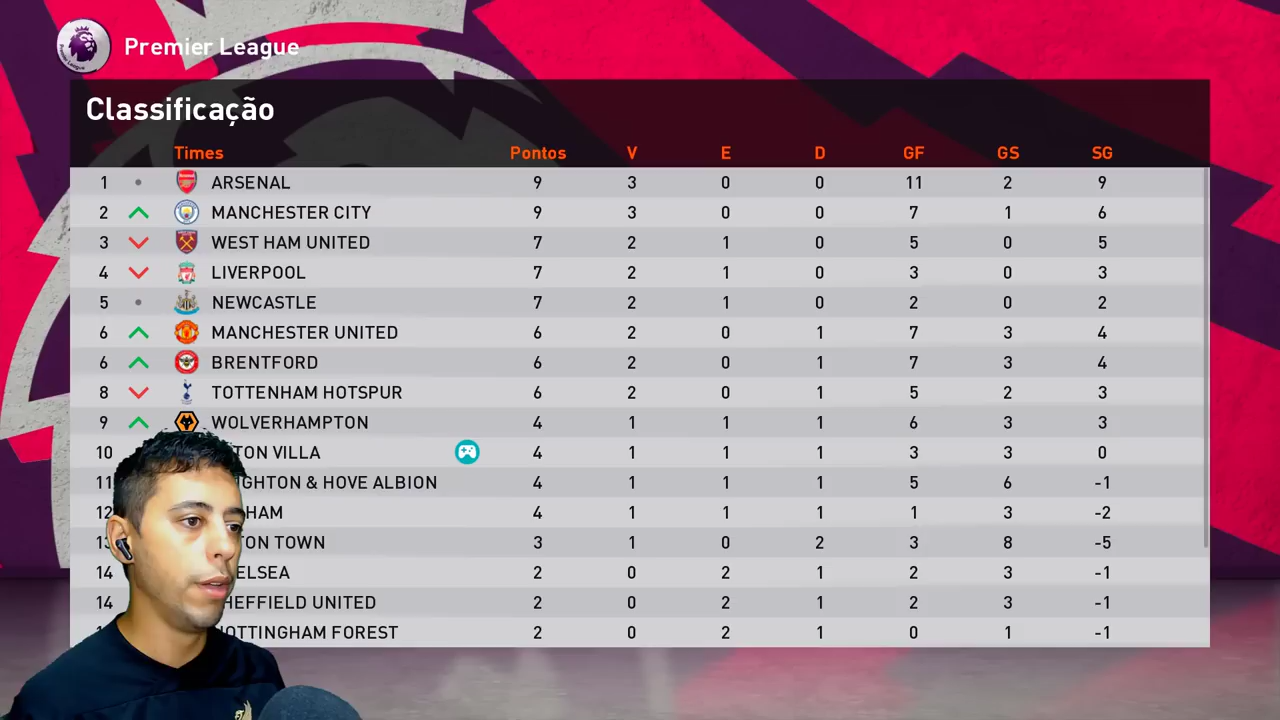 Premier League
Classificação
Times Pontos V E D GF GS SG
1 ARSENAL 9 3 0 0 11 2 9
2 MANCHESTER CITY 9 3 0 0 7 1 6
3 WEST HAM UNITED 7 2 1 0 5 0 5
4 LIVERPOOL 7 2 1 0 3 0 3
5 NEWCASTLE 7 2 1 0 2 0 2
6 MANCHESTER UNITED 6 2 0 1 7 3 4
6 BRENTFORD 6 2 0 1 7 3 4
8 TOTTENHAM HOTSPUR 6 2 0 1 5 2 3
9 WOLVERHAMPTON 4 1 1 1 6 3 3
10 TON VILLA 4 1 1 1 3 3 0
11 IGHTON & HOVE ALBION 4 1 1 1 5 6 -1
12 HAM 4 1 1 1 1 3 -2
13 TON TOWN 3 1 0 2 3 8 -5
14 ELSEA 2 0 2 1 2 3 -1
14 HEFFIELD UNITED 2 0 2 1 2 3 -1
NOTTINGHAM FOREST 2 0 2 1 0 1 -1